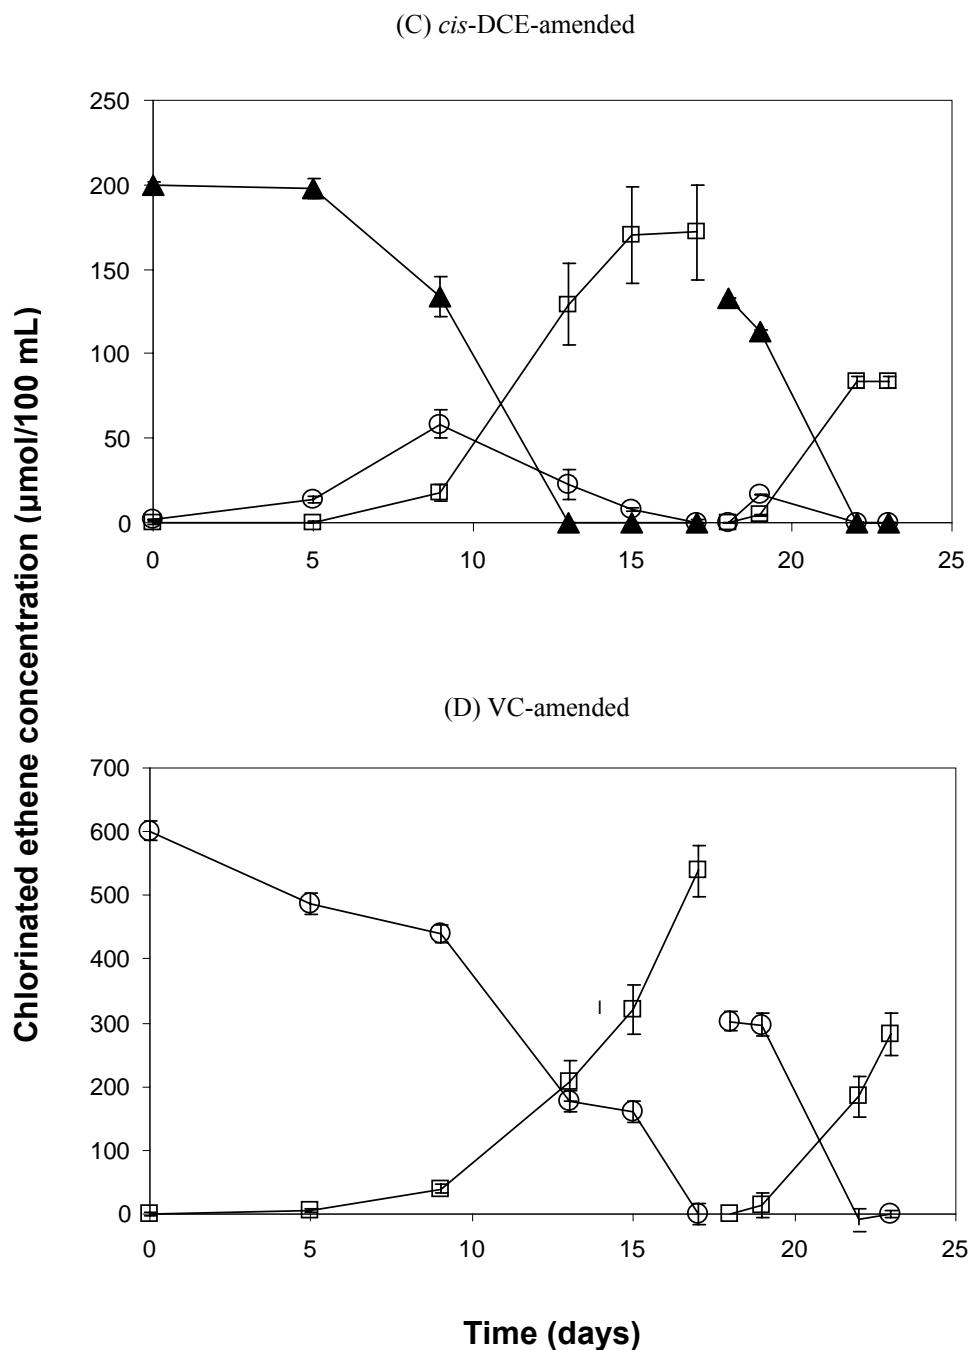 (C) cis-DCE-amended
250
200
150
100
50
0
0 5 10 15 20 25
Chlorinated ethene concentration (µmol/100 mL)
(D) VC-amended
700
600
500
400
300
200
100
0
0 5 10 15 20 25
Time (days)